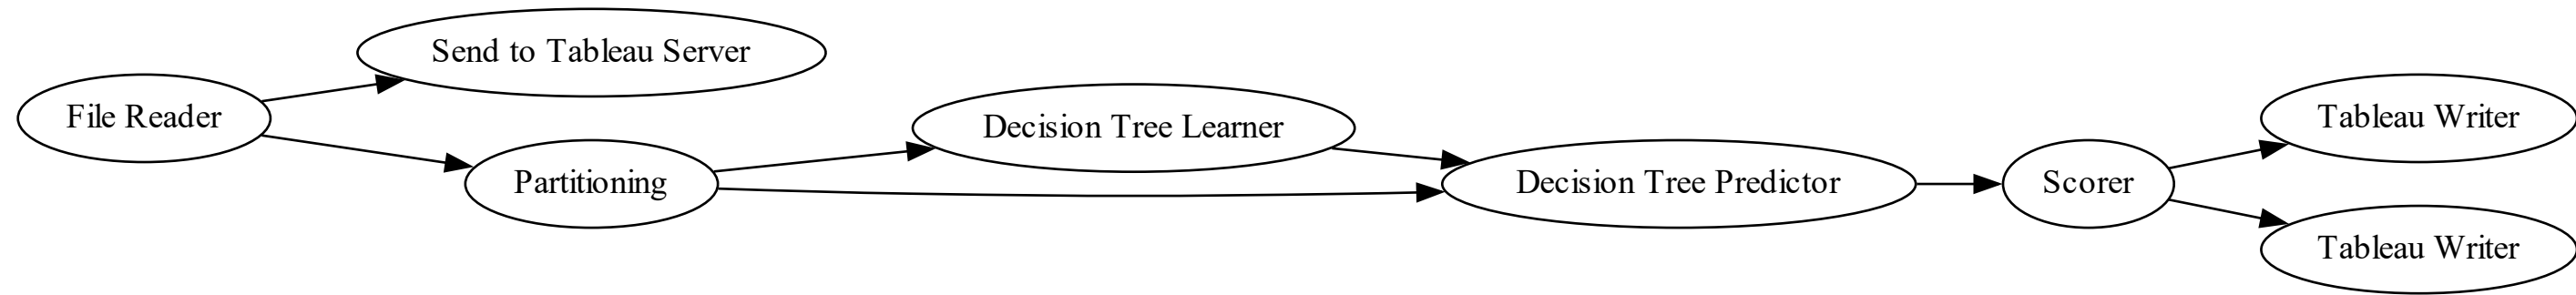 File Reader
Send to Tableau Server
Partitioning
Decision Tree Learner
Decision Tree Predictor
Scorer
Tableau Writer
Tableau Writer